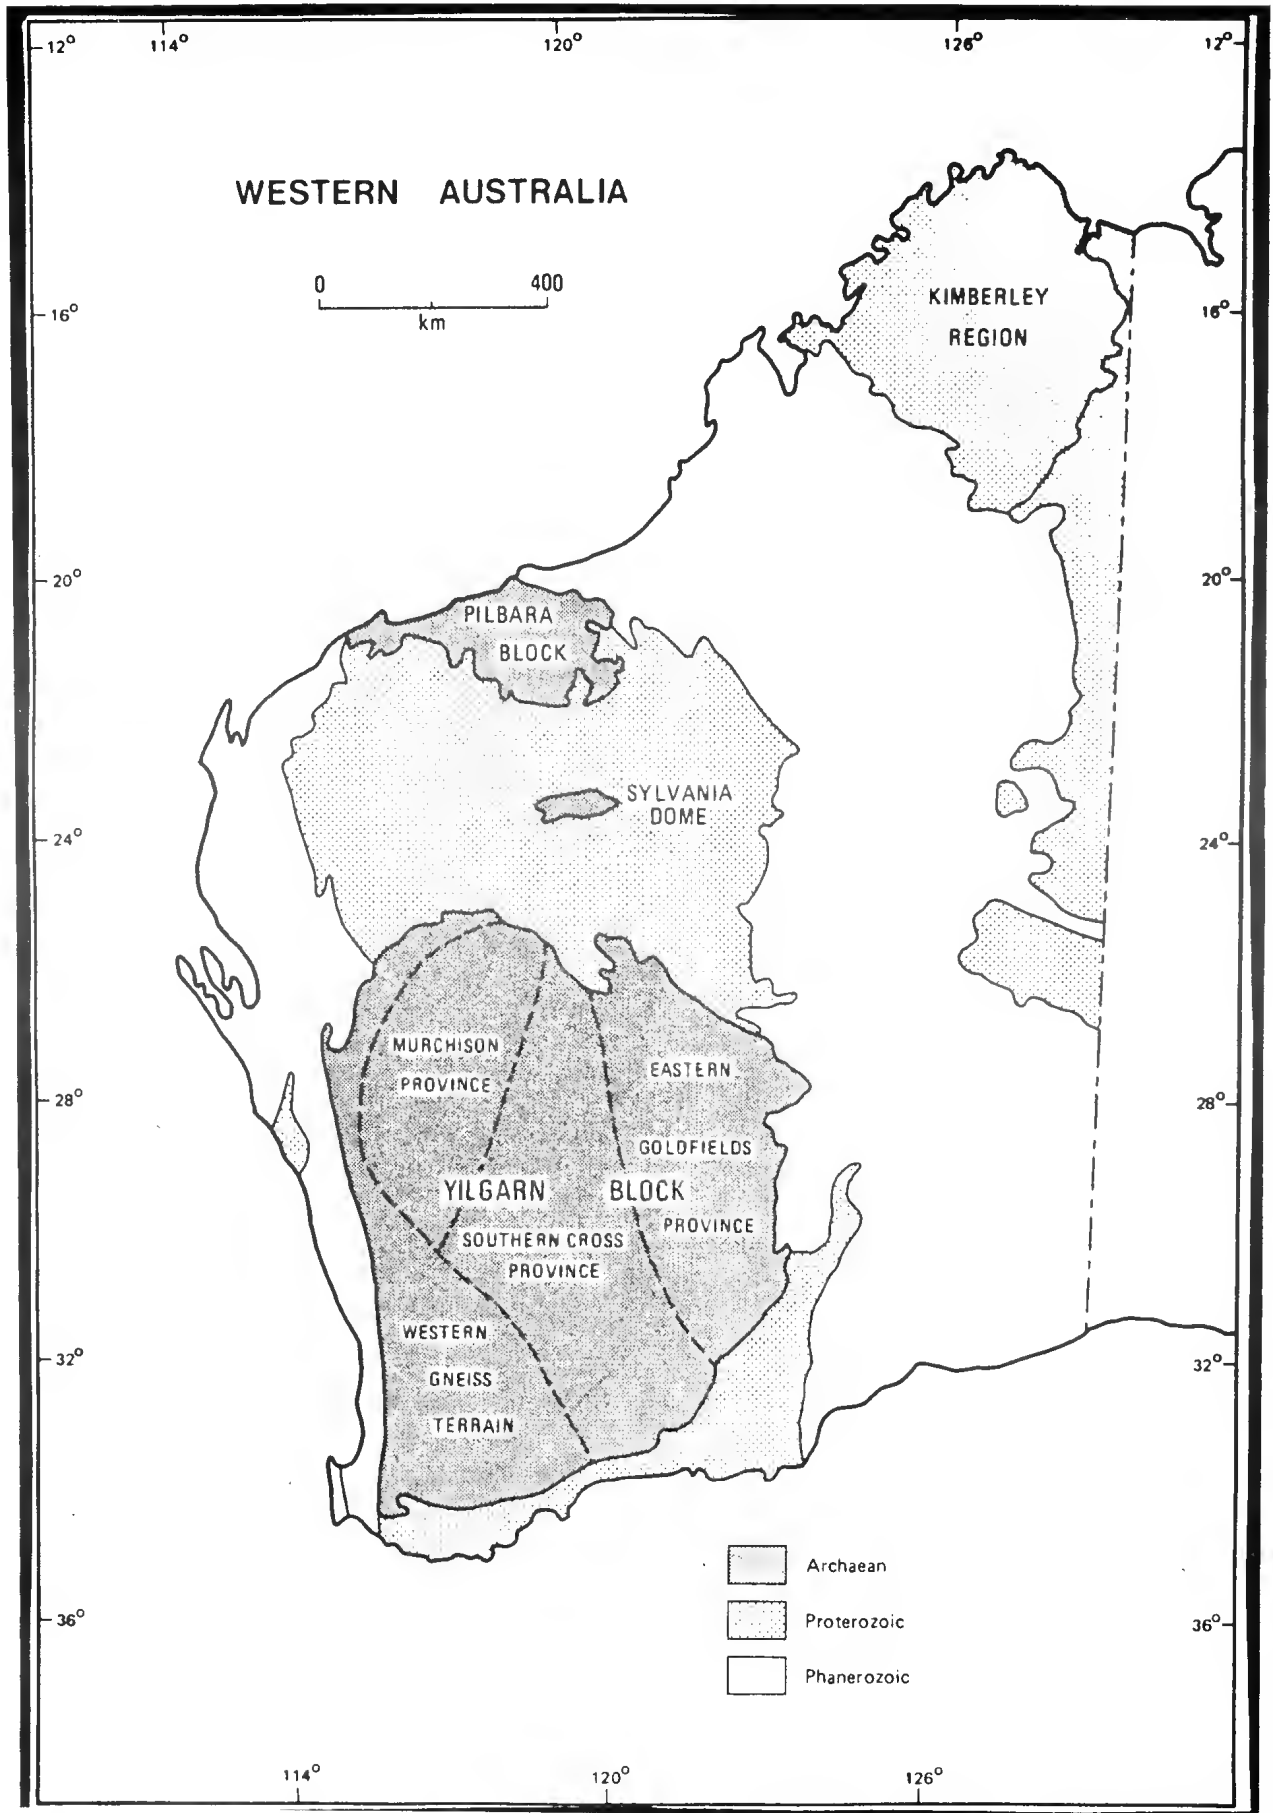 114° 120° 126°
12° 12°
WESTERN AUSTRALIA
0 400
km
KIMBERLEY
REGION
16° 16°
20° 20°
PILBARA
BLOCK
SYLVANIA
DOME
24° 24°
MURCHISON
PROVINCE
EASTERN
28° 28°
GOLDFIELDS
YILGARN BLOCK
PROVINCE
SOUTHERN CROSS
PROVINCE
WESTERN
GNEISS
TERRAIN
32° 32°
Archaean
Proterozoic
Phanerozoic
36° 36°
114° 120° 126°